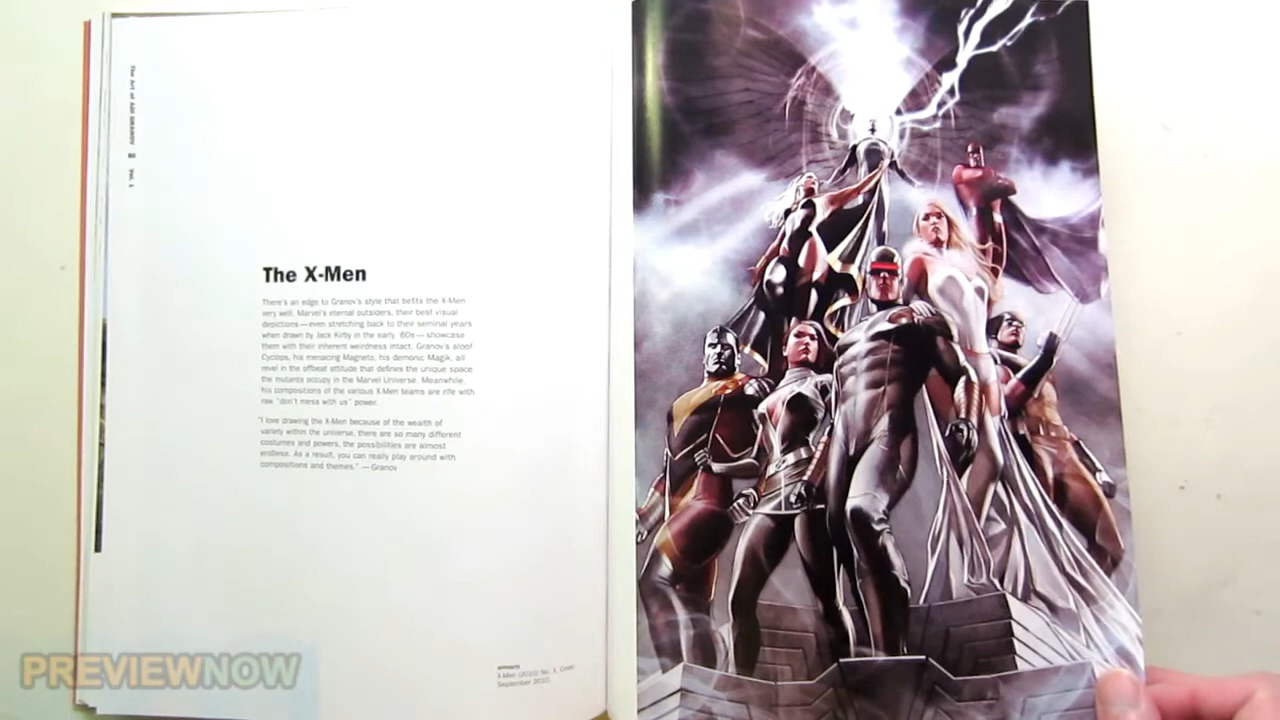 The Art of ADI GRANOV Vol. 1
The X-Men
There's an edge to Granov's style that befits the X-Men
very well. Marvel's eternal outsiders, their best visual
depictions—even stretching back to their seminal years
when drawn by Jack Kirby in the early '60s—showcase
them with their inherent weirdness intact. Granov's aloof
Cyclops, his menacing Magneto, his demonic Magik, all
revel in the offbeat attitude that defines the unique space
the mutants occupy in the Marvel Universe. Meanwhile,
his compositions of the various X-Men teams are rife with
raw "don't mess with us" power.
"I love drawing the X-Men because of the wealth of
variety within the universe, there are so many different
costumes and powers, the possibilities are almost
endless. As a result, you can really play around with
compositions and themes." — Granov
OPPOSITE
X-Men (2010) No. 1. Cover
September 2010.
PREVIEWNOW